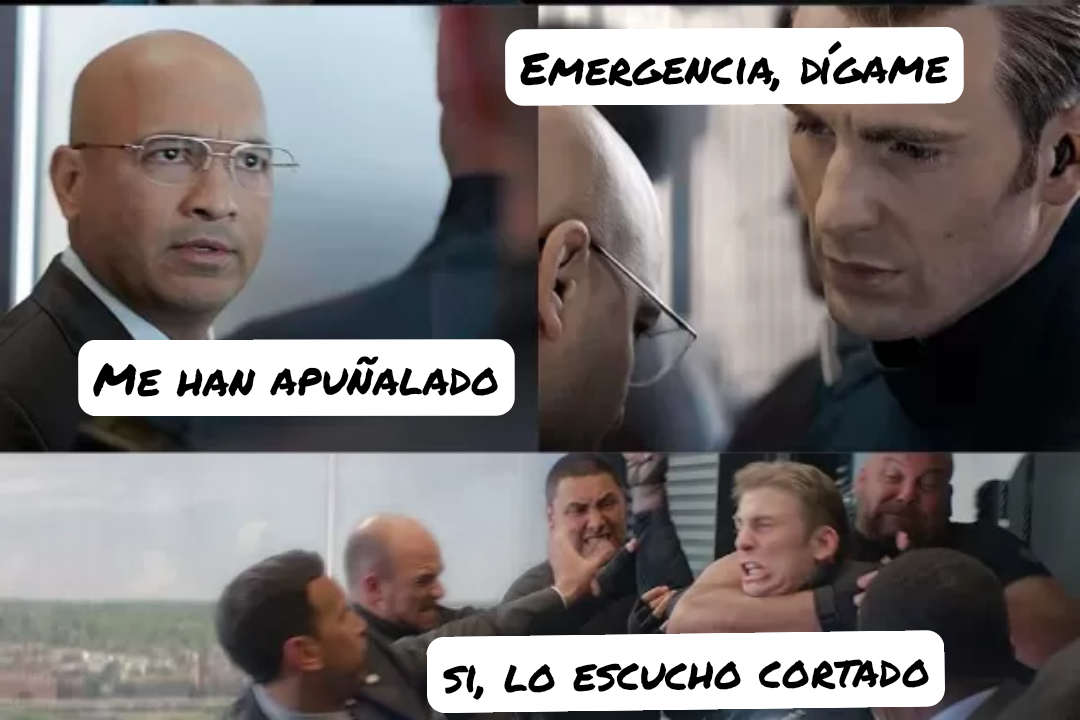 EMERGENCIA, DÍGAME
ME HAN APUÑALADO
SI, LO ESCUCHO CORTADO